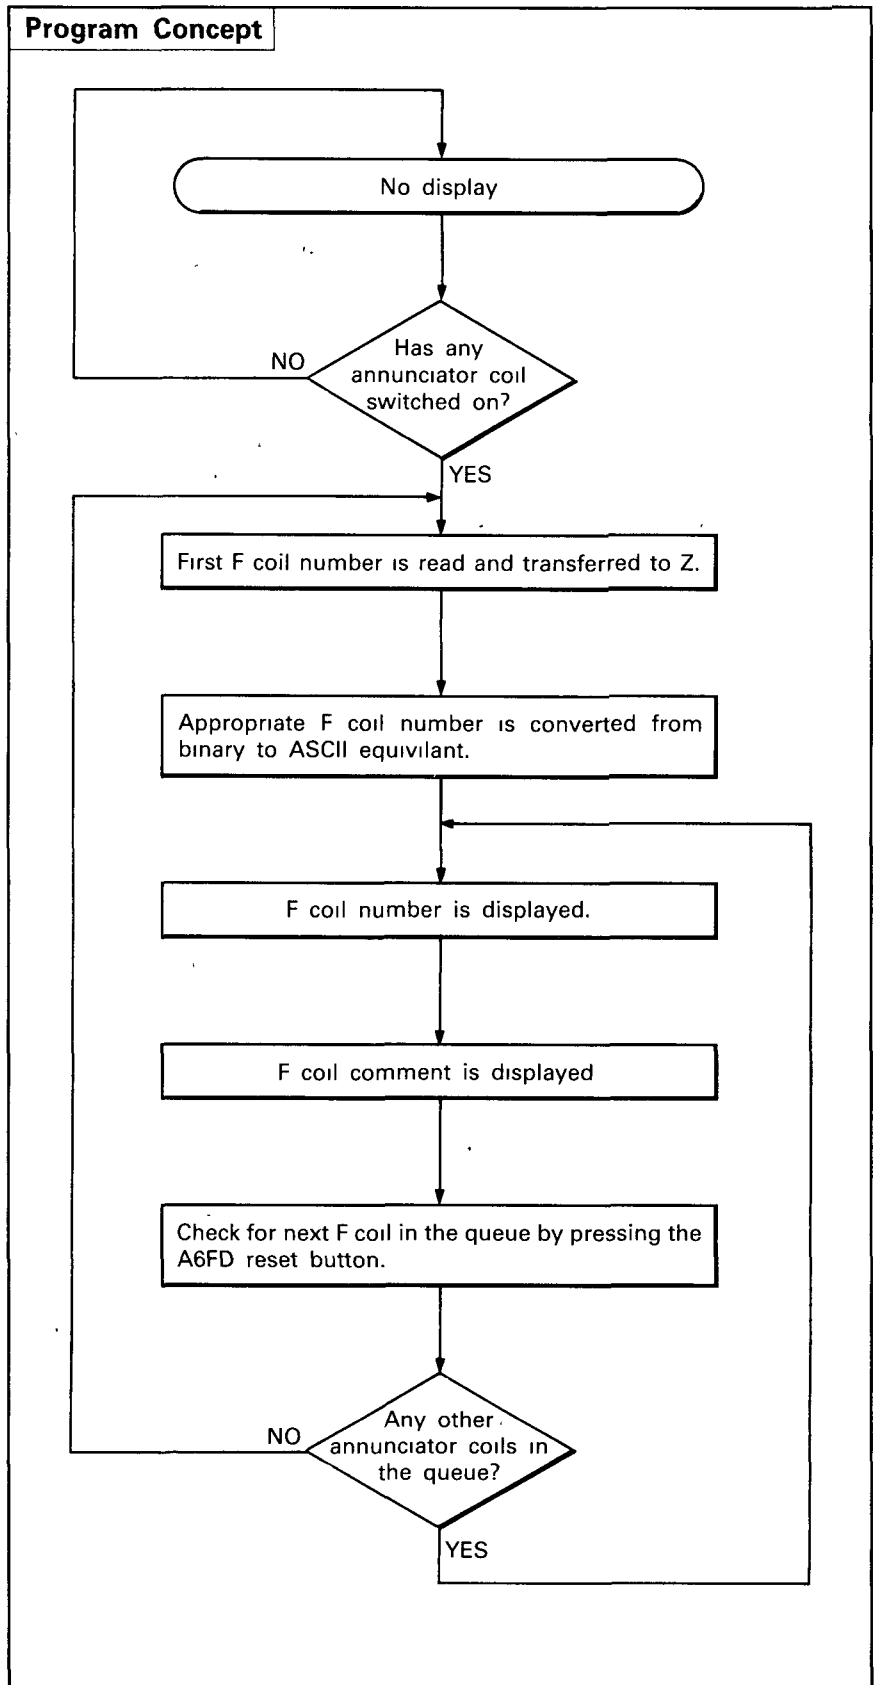 Program Concept
No display
Has any
annunciator coil
switched on?
NO
YES
First F coil number is read and transferred to Z.
Appropriate F coil number is converted from
binary to ASCII equivilant.
F coil number is displayed.
F coil comment is displayed
Check for next F coil in the queue by pressing the
A6FD reset button.
Any other
annunciator coils in
the queue?
NO
YES